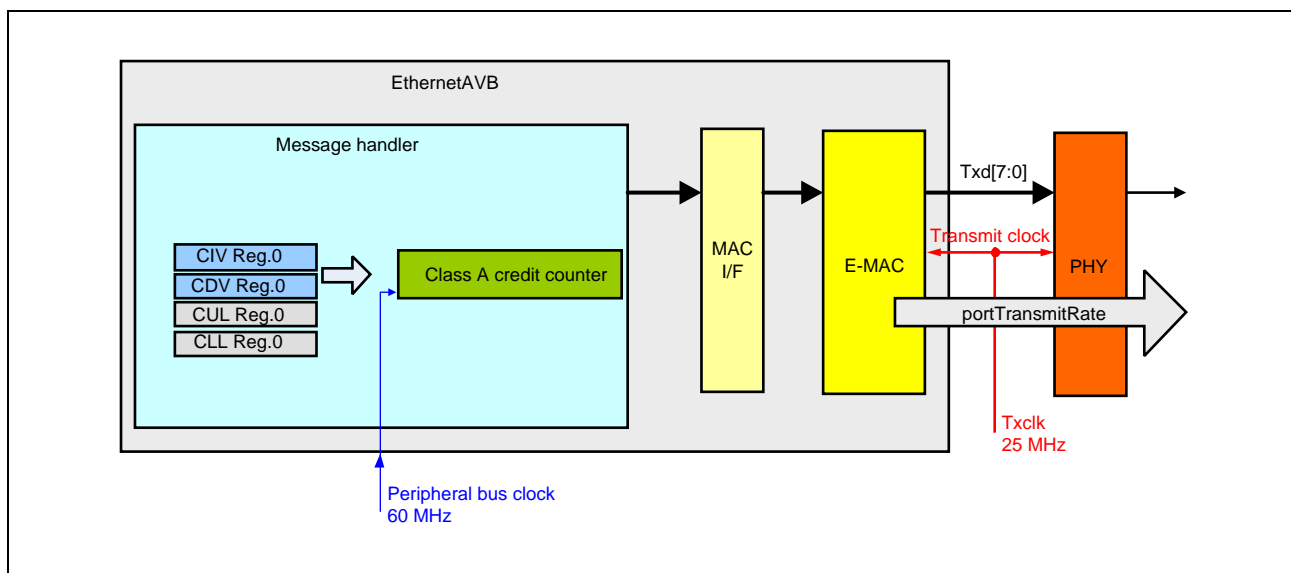 EthernetAVB
Message handler
CIV Reg.0
CDV Reg.0
CUL Reg.0
CLL Reg.0
Class A credit counter
MAC
I/F
E-MAC
Txd[7:0]
Transmit clock
PHY
portTransmitRate
Txclk
25 MHz
Peripheral bus clock
60 MHz